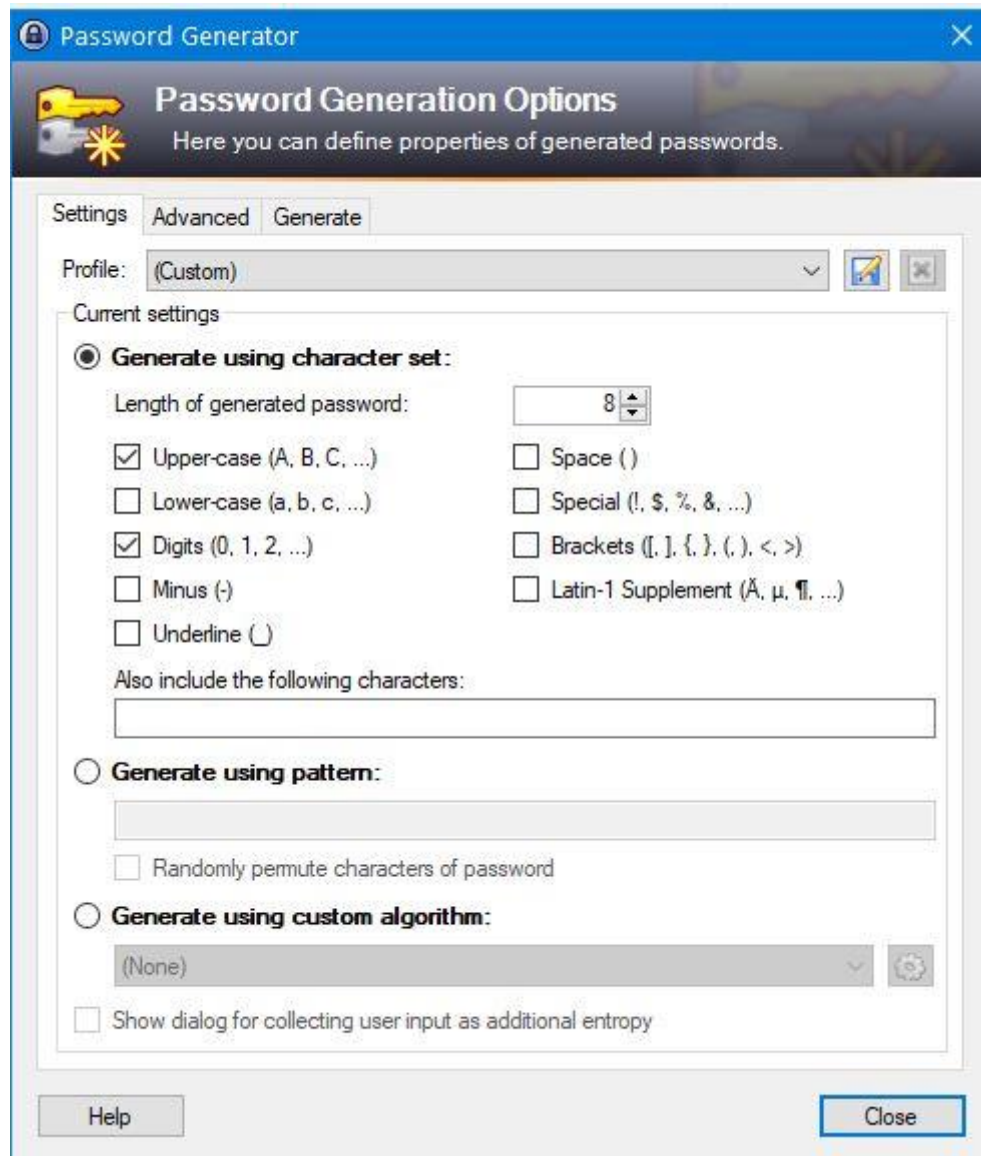 Password Generator
Password Generation Options
Here you can define properties of generated passwords.
Settings Advanced Generate
Profile: (Custom)
Current settings
Generate using character set:
Length of generated password: 8
Upper-case (A, B, C, ...) Space ( )
Lower-case (a, b, c, ...) Special (!, $, %, &, ...)
Digits (0, 1, 2, ...) Brackets ([, ], {, }, (, ), <, >)
Minus (-) Latin-1 Supplement (Ä, µ, ¶, ...)
Underline (_)
Also include the following characters:
Generate using pattern:
Randomly permute characters of password
Generate using custom algorithm:
(None)
Show dialog for collecting user input as additional entropy
Help Close